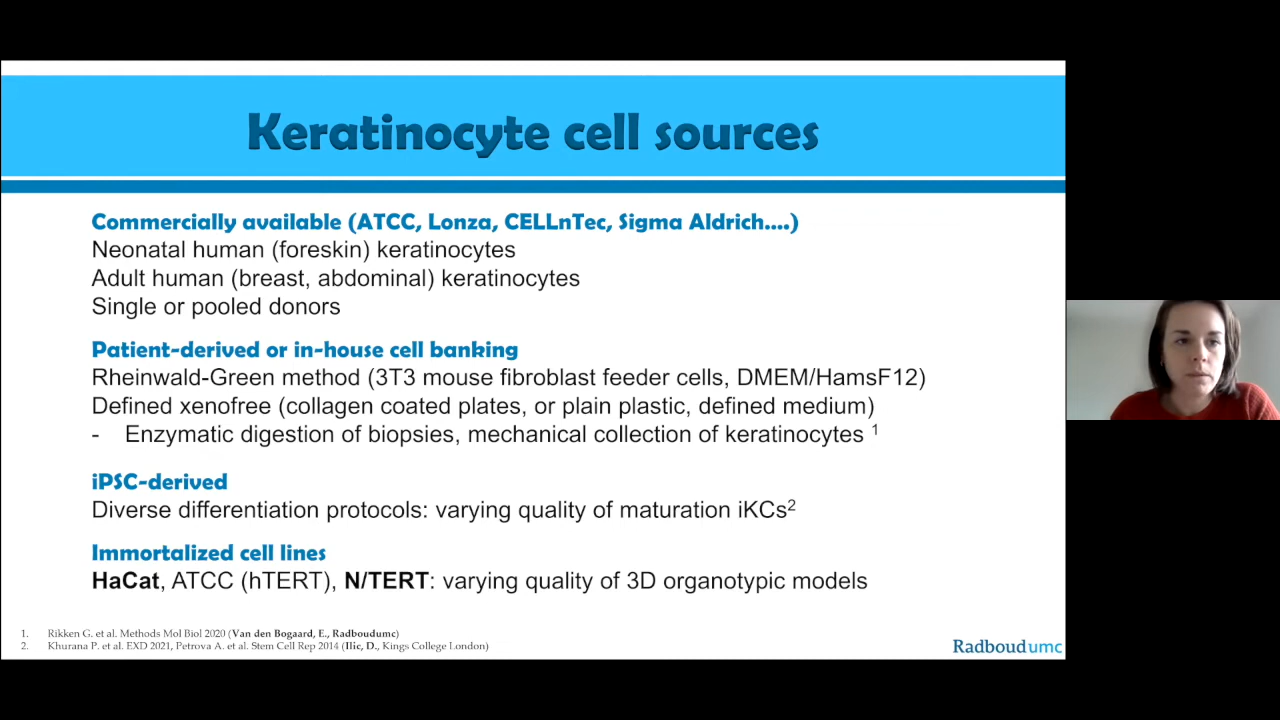 Keratinocyte cell sources
Commercially available (ATCC, Lonza, CELLnTec, Sigma Aldrich....)
Neonatal human (foreskin) keratinocytes
Adult human (breast, abdominal) keratinocytes
Single or pooled donors
Patient-derived or in-house cell banking
Rheinwald-Green method (3T3 mouse fibroblast feeder cells, DMEM/HamsF12)
Defined xenofree (collagen coated plates, or plain plastic, defined medium)
- Enzymatic digestion of biopsies, mechanical collection of keratinocytes ¹
iPSC-derived
Diverse differentiation protocols: varying quality of maturation iKCs²
Immortalized cell lines
HaCat, ATCC (hTERT), N/TERT: varying quality of 3D organotypic models
1. Rikken G. et al. Methods Mol Biol 2020 (Van den Bogaard, E., Radboudumc)
2. Khurana P. et al. EXD 2021, Petrova A. et al. Stem Cell Rep 2014 (Ilic, D., Kings College London)
Radboudumc